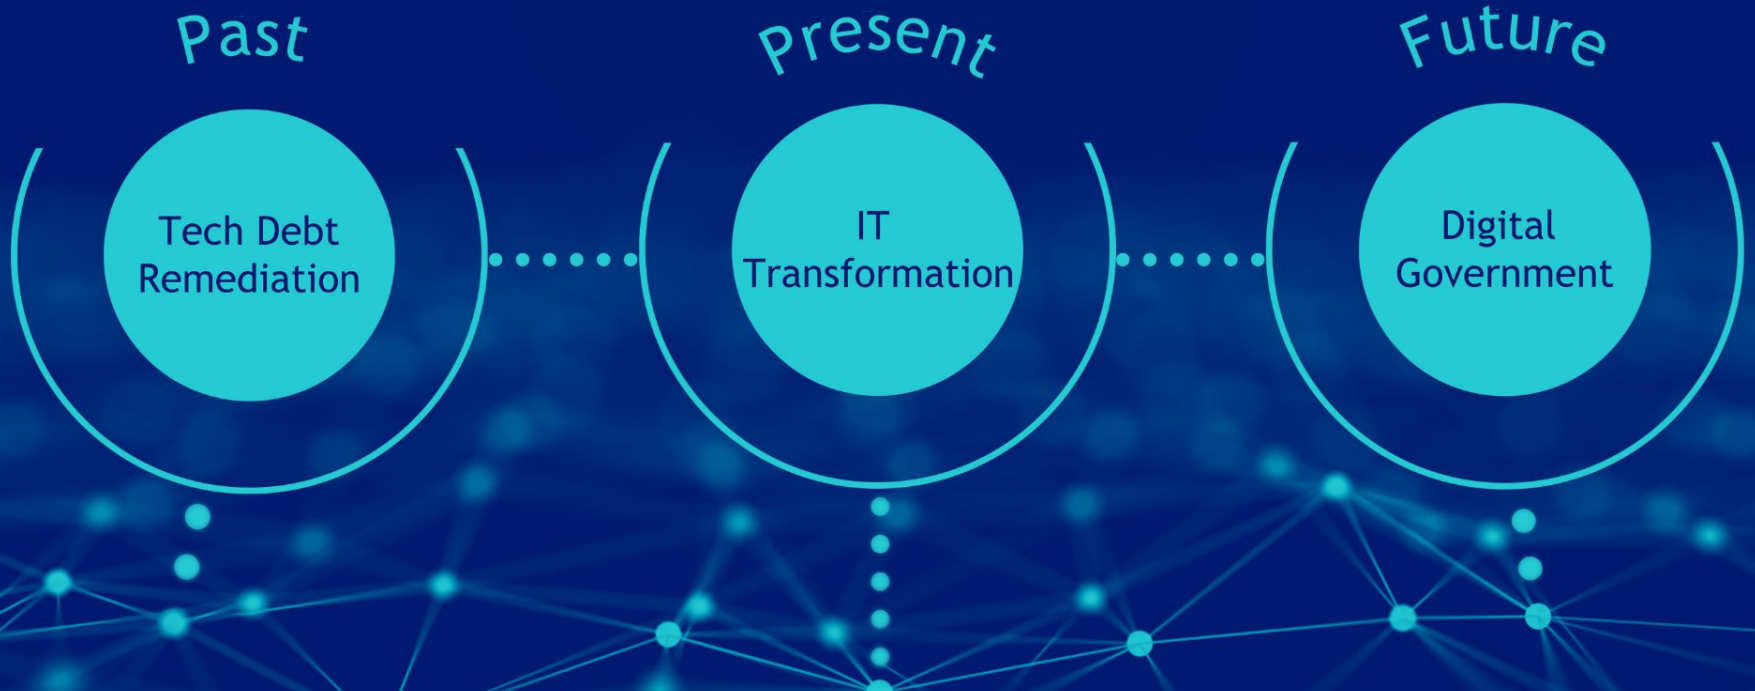 Past
Present
Future
Tech Debt
Remediation
IT
Transformation
Digital
Government